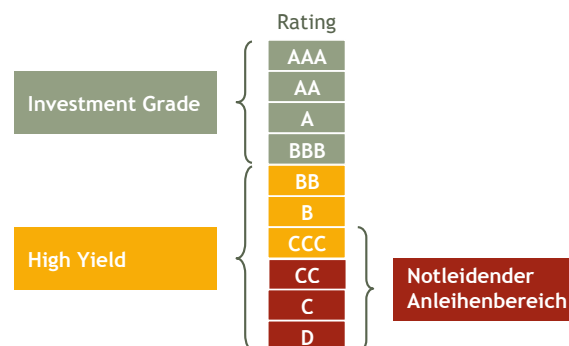 Rating
AAA
AA
A
BBB
BB
B
CCC
CC
C
D
Investment Grade
High Yield
Notleidender
Anleihenbereich